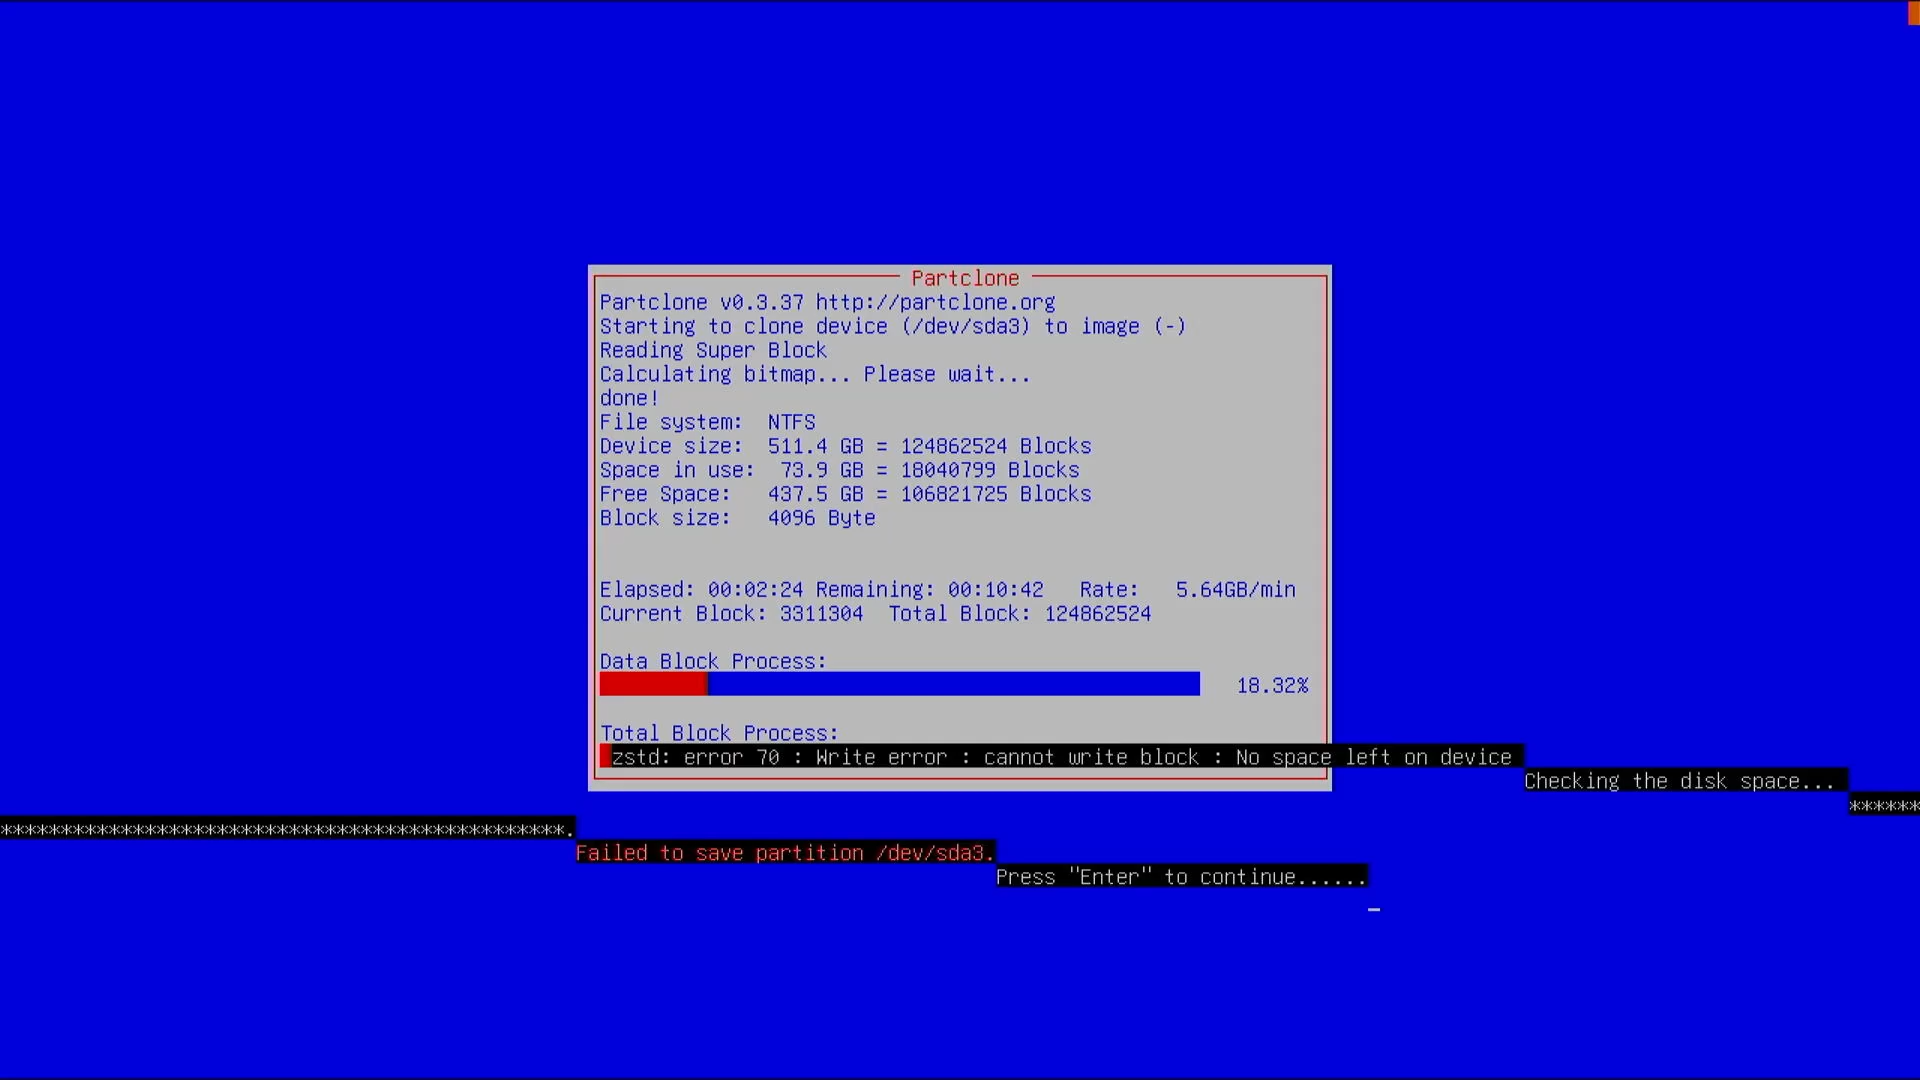 Partclone
Partclone v0.3.37 http://partclone.org
Starting to clone device (/dev/sda3) to image (-)
Reading Super Block
Calculating bitmap... Please wait...
done!
File system:  NTFS
Device size:  511.4 GB = 124862524 Blocks
Space in use:  73.9 GB = 18040799 Blocks
Free Space:   437.5 GB = 106821725 Blocks
Block size:   4096 Byte
Elapsed: 00:02:24 Remaining: 00:10:42   Rate:   5.64GB/min
Current Block: 3311304  Total Block: 124862524
Data Block Process:
18.32%
Total Block Process:
zstd: error 70 : Write error : cannot write block : No space left on device
Checking the disk space...
******
***********************************************.
Failed to save partition /dev/sda3.
Press "Enter" to continue......